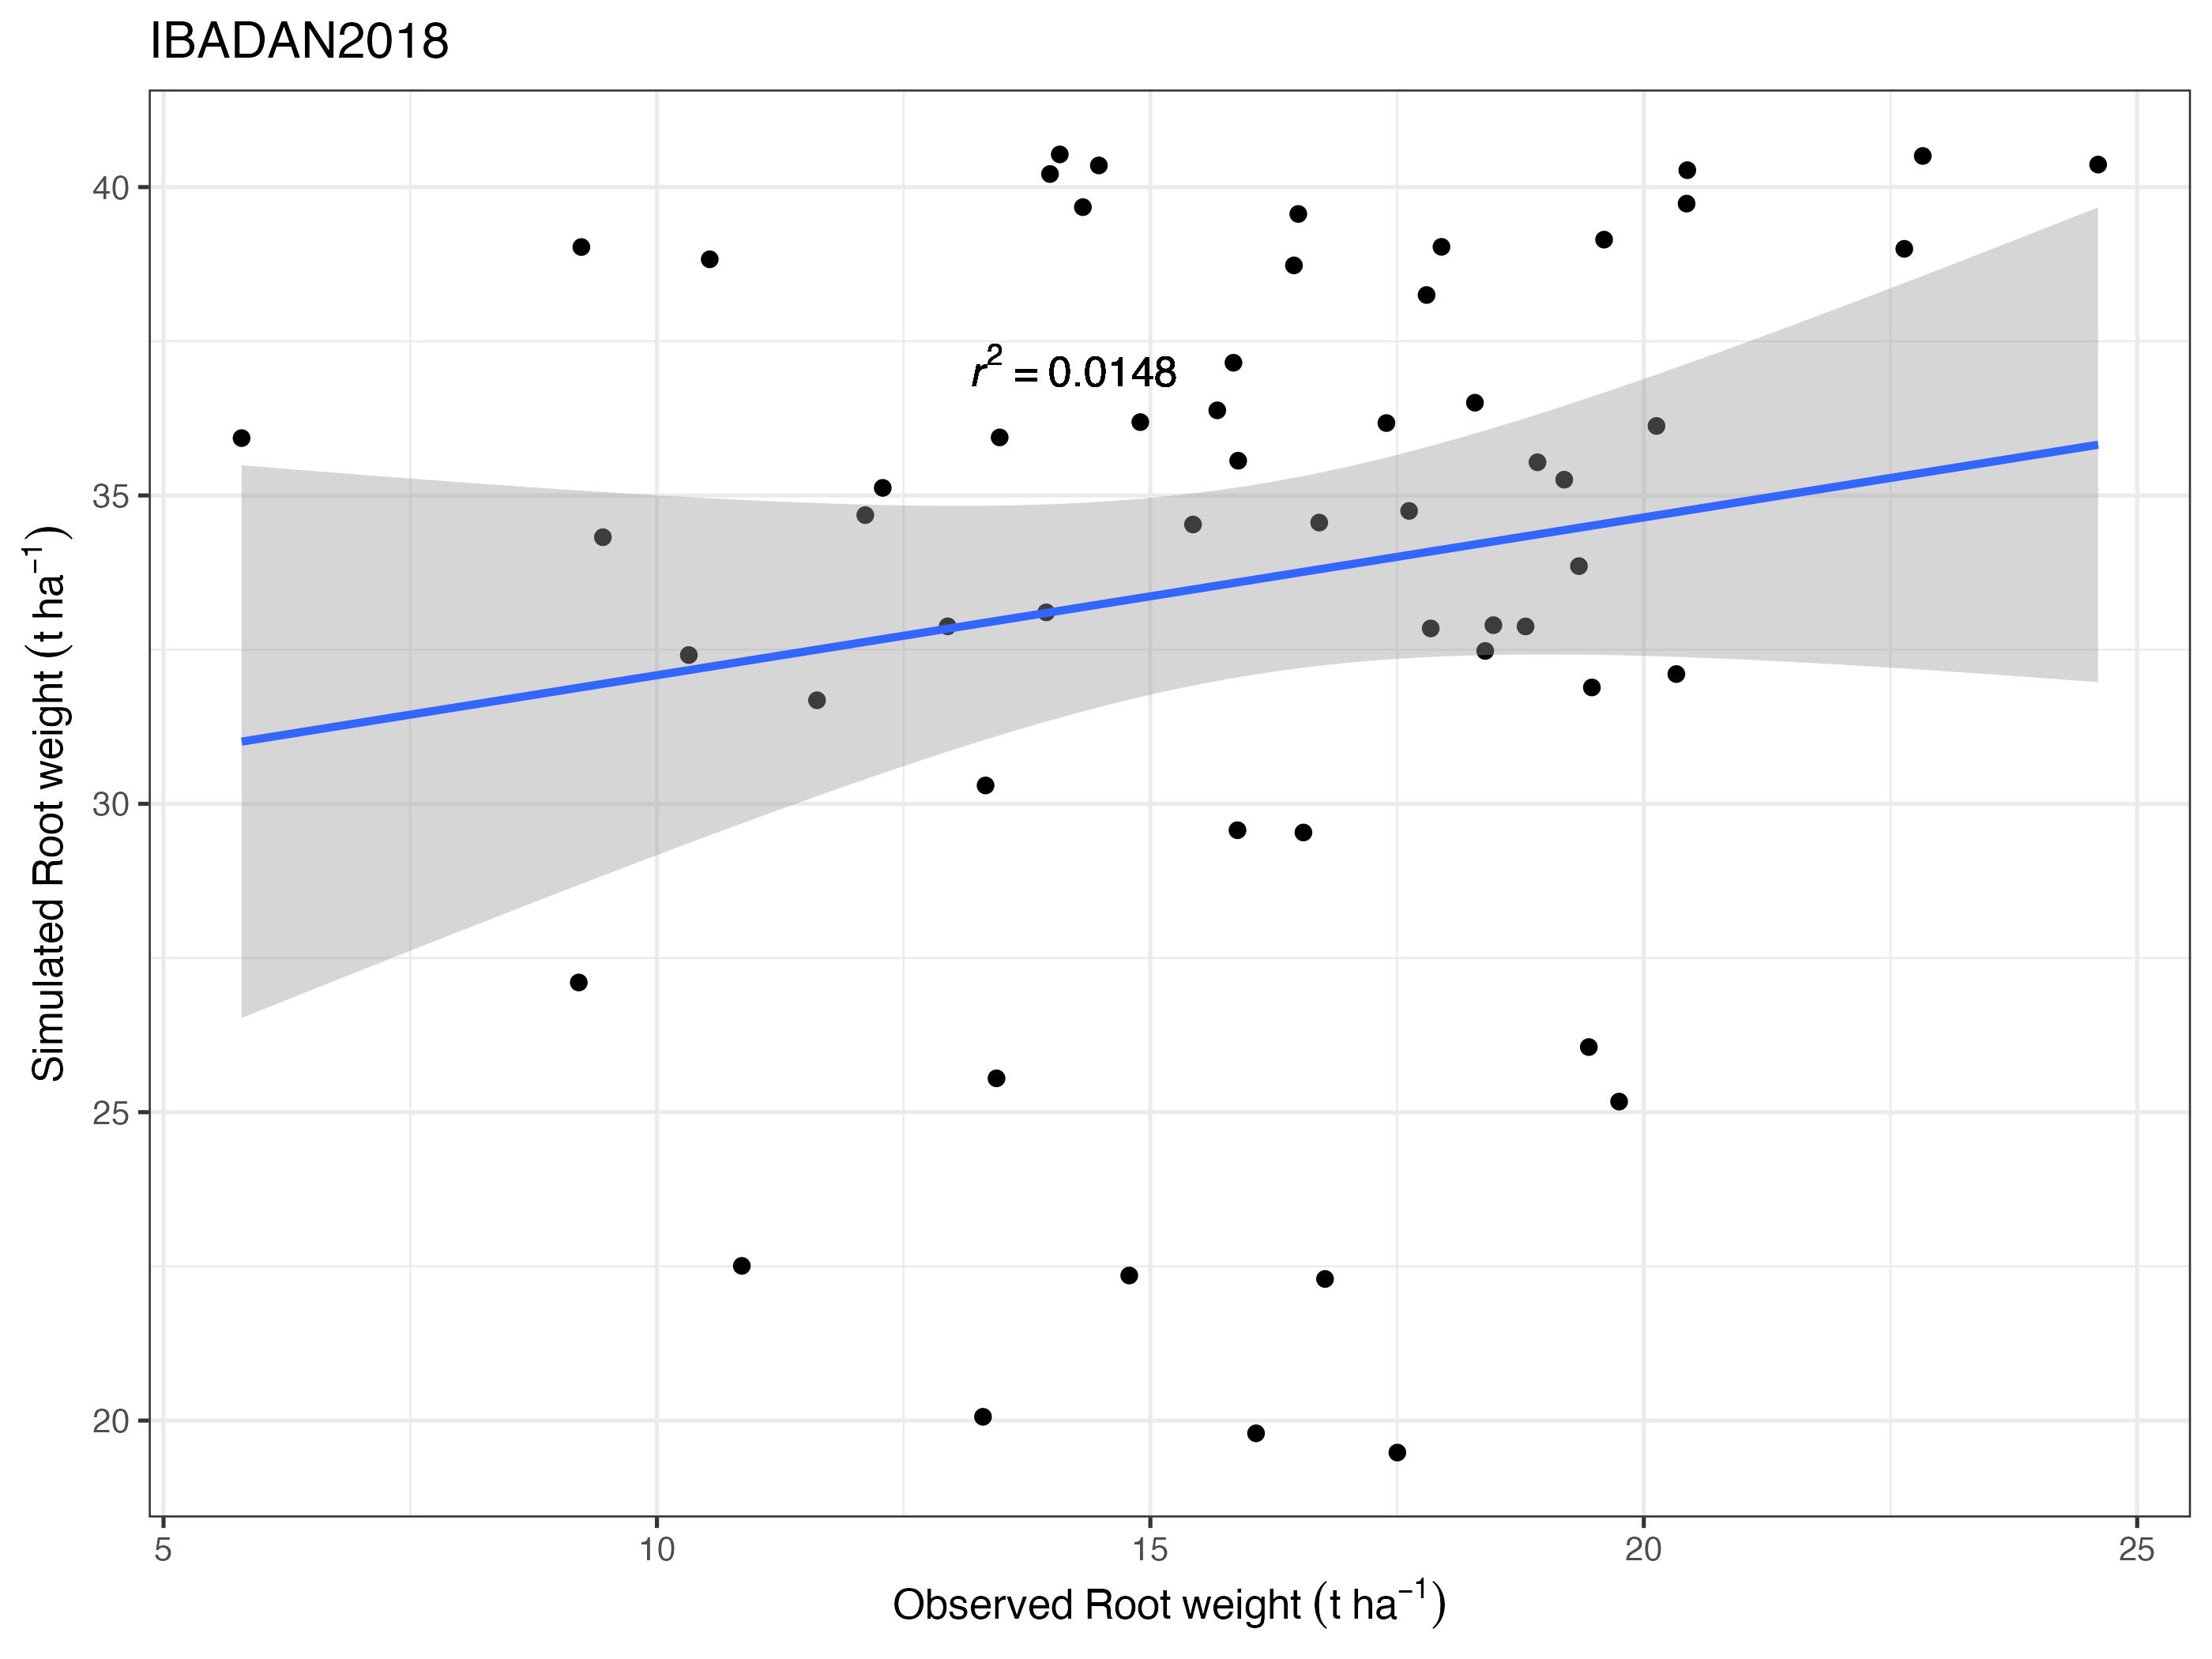 IBADAN2018
40
35
30
25
20
r² = 0.0148
Simulated Root weight (t ha⁻¹)
5 10 15 20 25
Observed Root weight (t ha⁻¹)